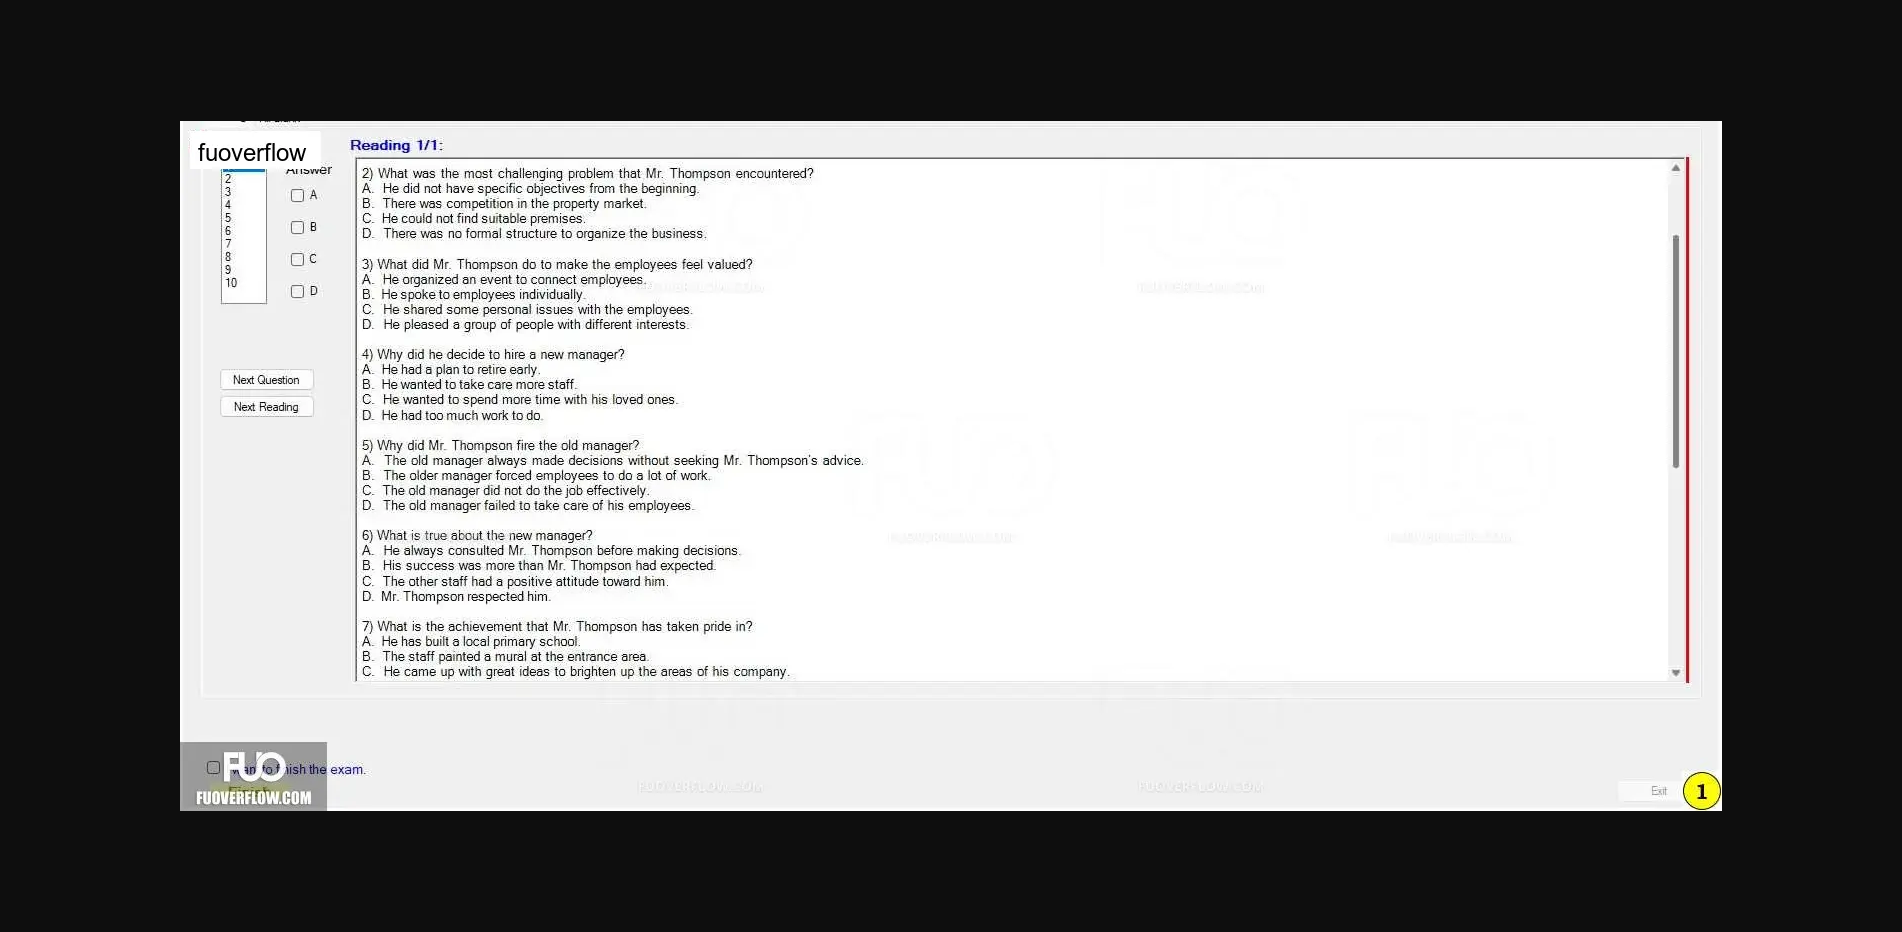 fuoverflow
Reading 1/1:
Answer
2
3
4
5
6
7
8
9
10
A
B
C
D
Next Question
Next Reading
2) What was the most challenging problem that Mr. Thompson encountered?
A. He did not have specific objectives from the beginning.
B. There was competition in the property market.
C. He could not find suitable premises.
D. There was no formal structure to organize the business.
3) What did Mr. Thompson do to make the employees feel valued?
A. He organized an event to connect employees.
B. He spoke to employees individually.
C. He shared some personal issues with the employees.
D. He pleased a group of people with different interests.
4) Why did he decide to hire a new manager?
A. He had a plan to retire early.
B. He wanted to take care more staff.
C. He wanted to spend more time with his loved ones.
D. He had too much work to do.
5) Why did Mr. Thompson fire the old manager?
A. The old manager always made decisions without seeking Mr. Thompson's advice.
B. The older manager forced employees to do a lot of work.
C. The old manager did not do the job effectively.
D. The old manager failed to take care of his employees.
6) What is true about the new manager?
A. He always consulted Mr. Thompson before making decisions.
B. His success was more than Mr. Thompson had expected.
C. The other staff had a positive attitude toward him.
D. Mr. Thompson respected him.
7) What is the achievement that Mr. Thompson has taken pride in?
A. He has built a local primary school.
B. The staff painted a mural at the entrance area.
C. He came up with great ideas to brighten up the areas of his company.
FUO
to finish the exam.
FUOVERFLOW.COM
Exit
1
FUOVERFLOW.COM
FUOVERFLOW.COM
FUOVERFLOW.COM
FUOVERFLOW.COM
FUOVERFLOW.COM
FUOVERFLOW.COM